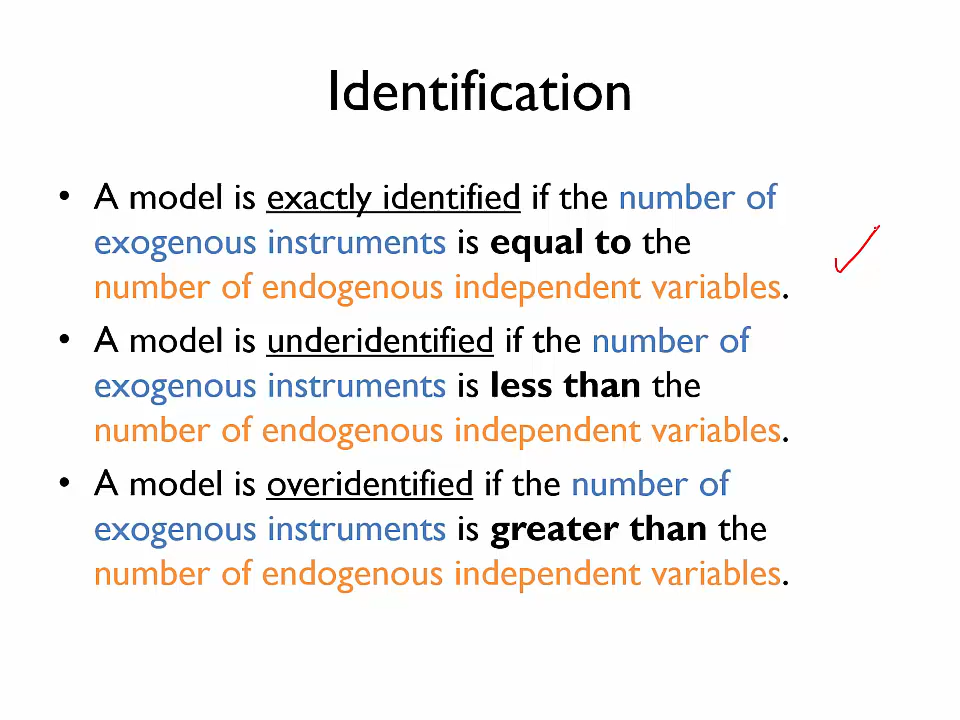 Identification
• A model is exactly identified if the number of
exogenous instruments is equal to the
number of endogenous independent variables.
• A model is underidentified if the number of
exogenous instruments is less than the
number of endogenous independent variables.
• A model is overidentified if the number of
exogenous instruments is greater than the
number of endogenous independent variables.